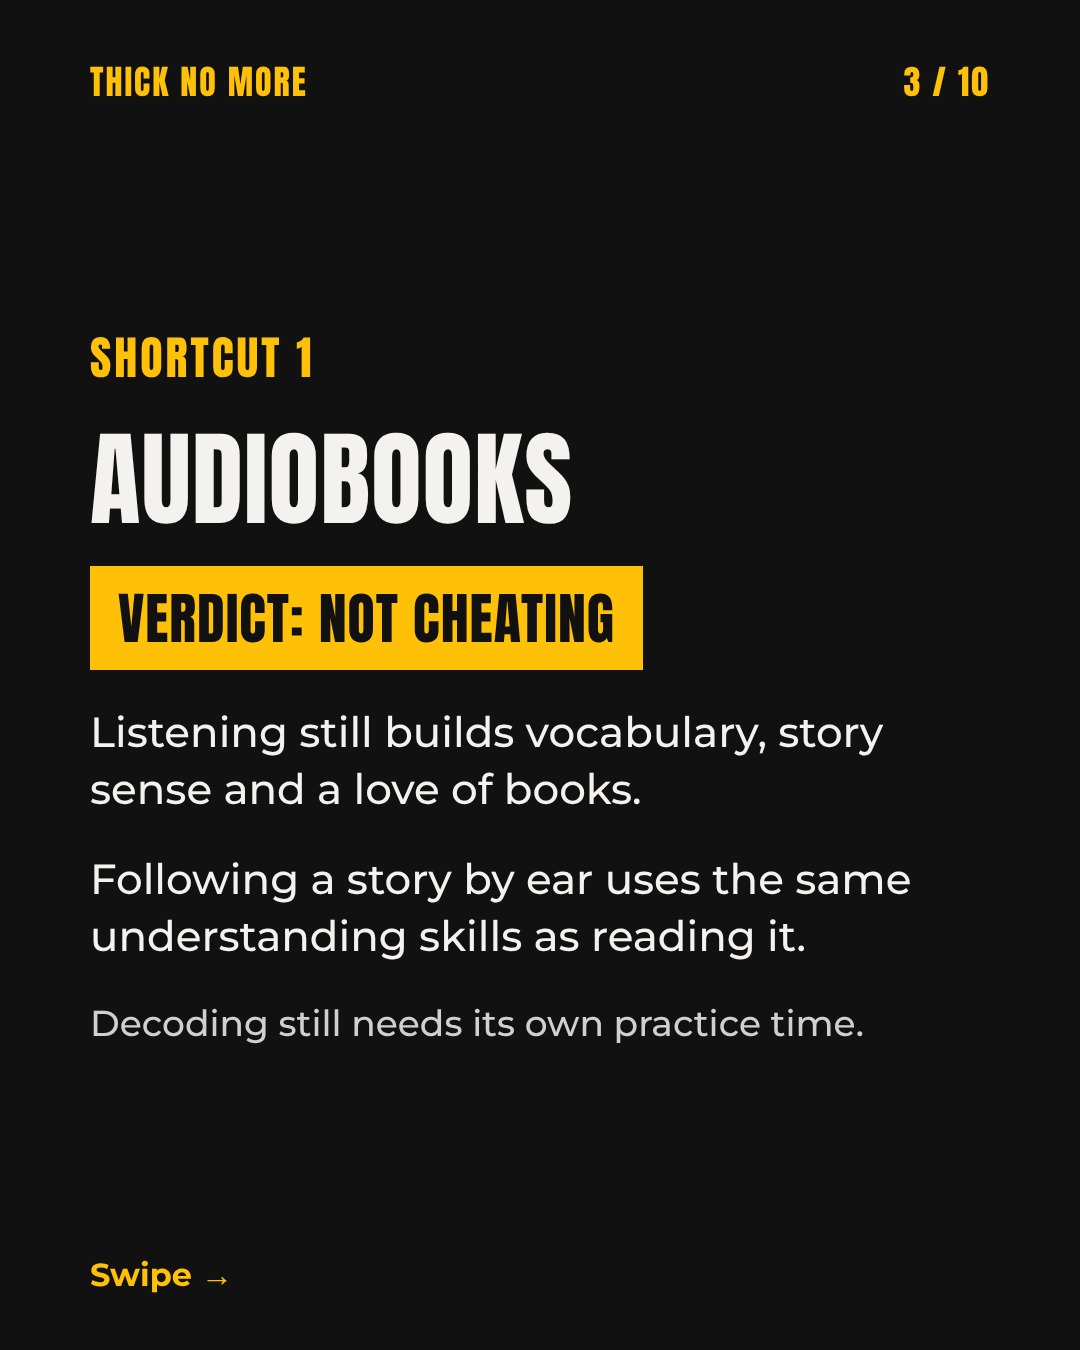 THICK NO MORE
3 / 10
SHORTCUT 1
AUDIOBOOKS
VERDICT: NOT CHEATING
Listening still builds vocabulary, story
sense and a love of books.
Following a story by ear uses the same
understanding skills as reading it.
Decoding still needs its own practice time.
Swipe →